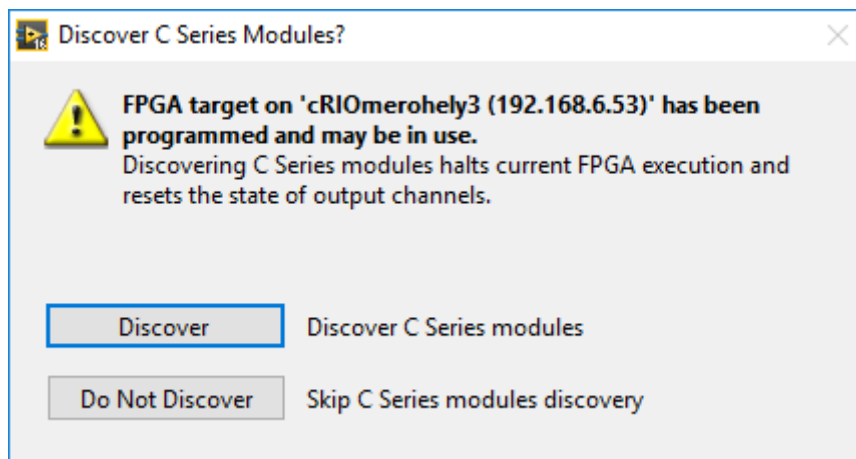 Discover C Series Modules?
FPGA target on 'cRIOmerohely3 (192.168.6.53)' has been
programmed and may be in use.
Discovering C Series modules halts current FPGA execution and
resets the state of output channels.
Discover
Discover C Series modules
Do Not Discover
Skip C Series modules discovery